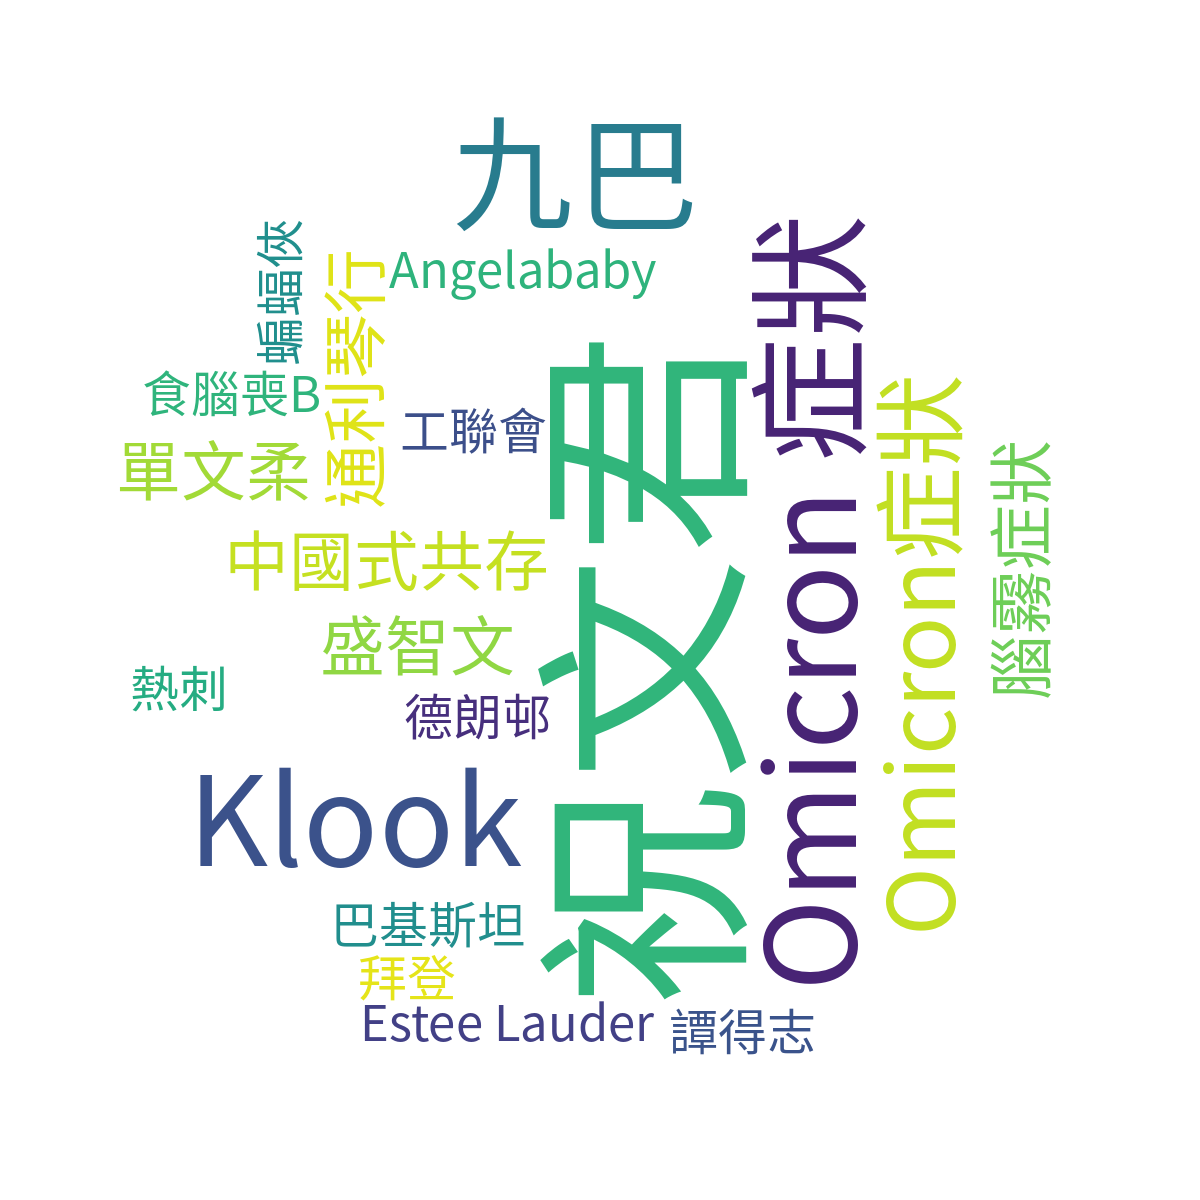 九巴
Angelababy
蝙蝠俠
通利琴行
食腦喪B
工聯會
單文柔
中國式共存
盛智文
熱刺
德朗邨
Klook
祝文君
Omicron 症狀
Omicron症狀
腦霧症狀
巴基斯坦
拜登
Estee Lauder
譚得志